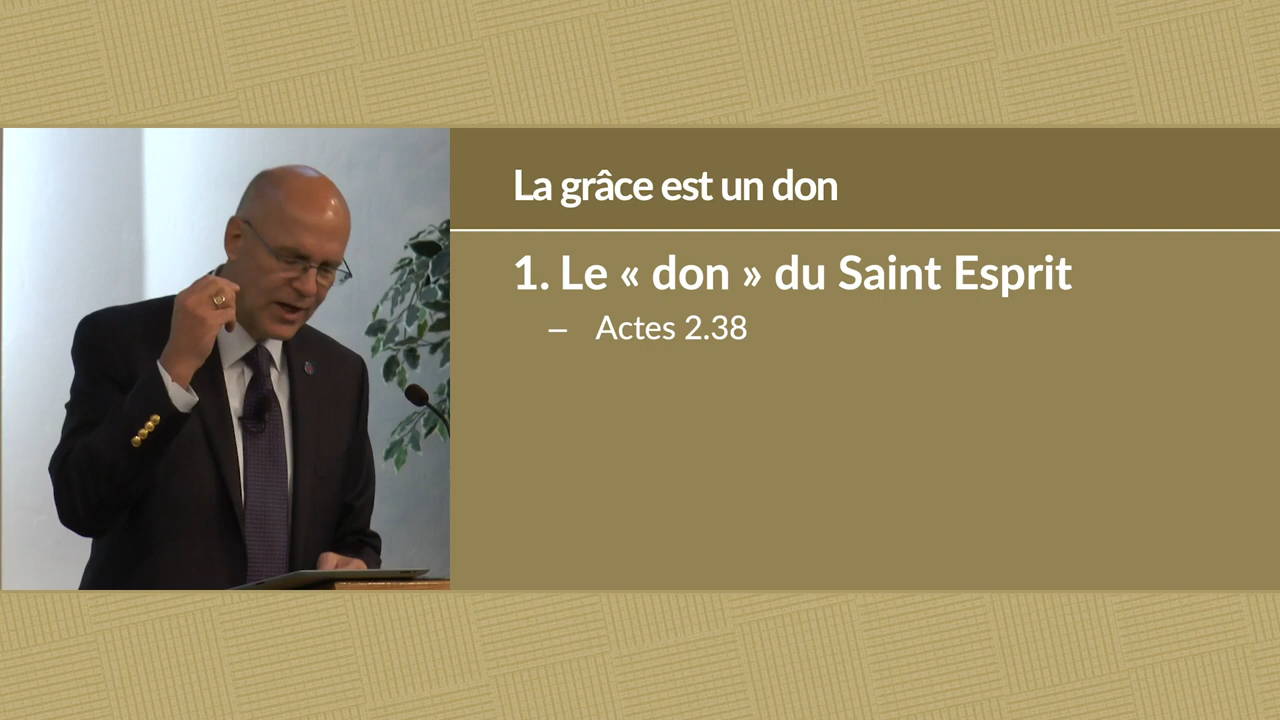 La grâce est un don
1. Le « don » du Saint Esprit
– Actes 2.38